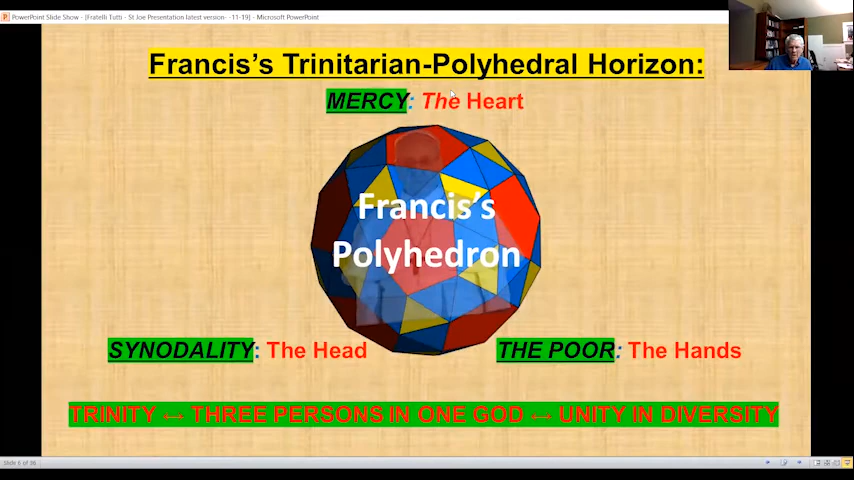 PowerPoint Slide Show - [Fratelli Tutti - St Joe Presentation latest version- -11-19] - Microsoft PowerPoint
Francis's Trinitarian-Polyhedral Horizon:
MERCY: The Heart
Francis's
Polyhedron
SYNODALITY: The Head
THE POOR: The Hands
TRINITY ↔ THREE PERSONS IN ONE GOD ↔ UNITY IN DIVERSITY
Slide 6 of 36